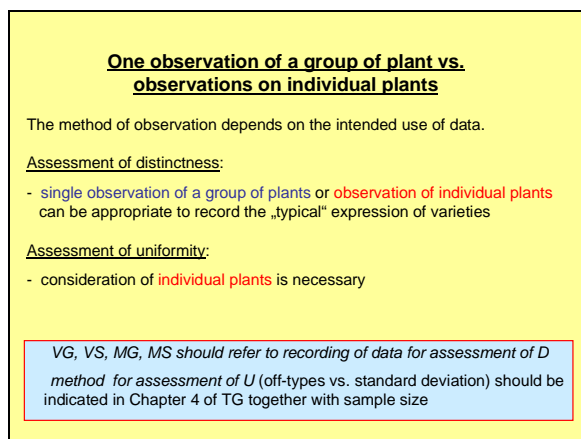 One observation of a group of plant vs.
observations on individual plants
The method of observation depends on the intended use of data.
Assessment of distinctness:
- single observation of a group of plants or observation of individual plants
can be appropriate to record the „typical“ expression of varieties
Assessment of uniformity:
- consideration of individual plants is necessary
VG, VS, MG, MS should refer to recording of data for assessment of D
method for assessment of U (off-types vs. standard deviation) should be
indicated in Chapter 4 of TG together with sample size